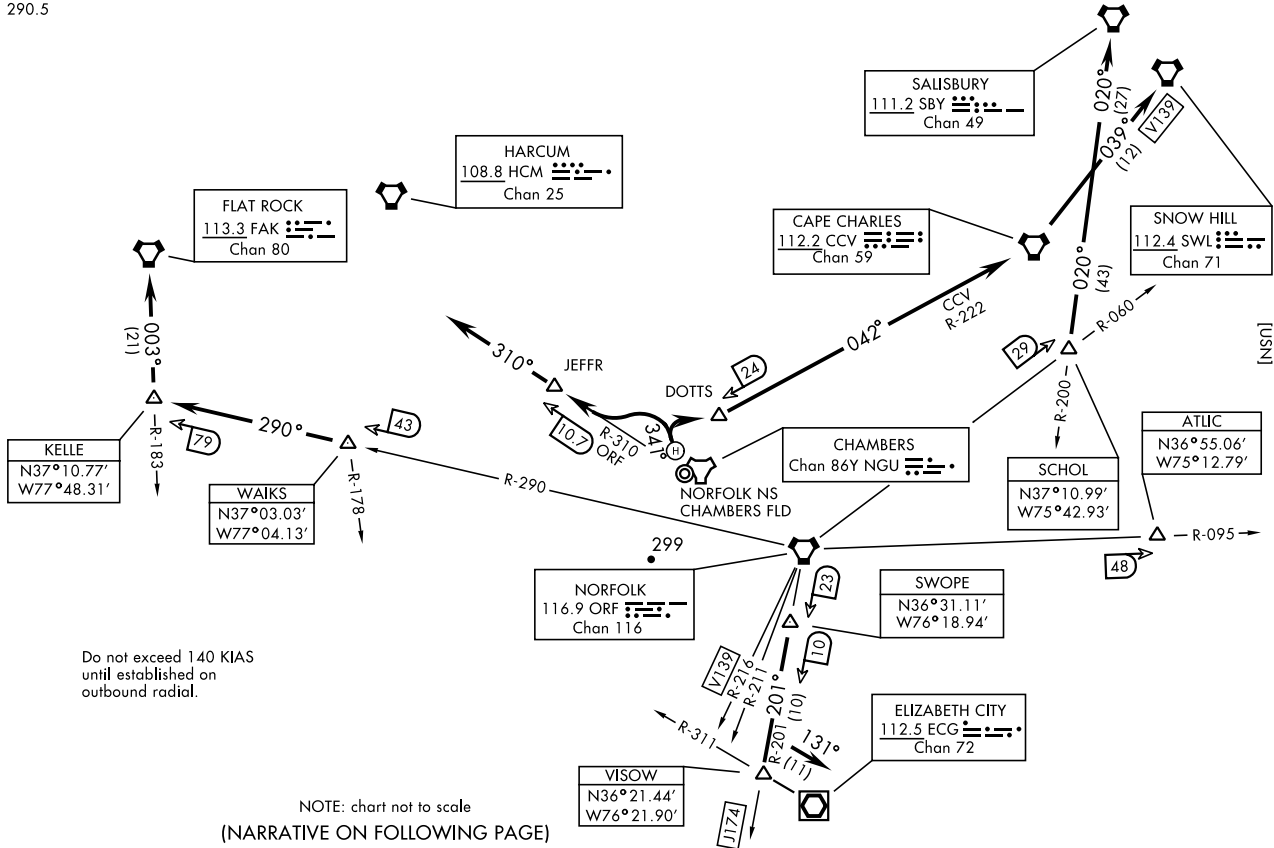 290.5
SALISBURY
111.2 SBY
Chan 49
020°
(27)
039°
(12)
V139
HARCUM
108.8 HCM
Chan 25
FLAT ROCK
113.3 FAK
Chan 80
CAPE CHARLES
112.2 CCV
Chan 59
SNOW HILL
112.4 SWL
Chan 71
020°
(43)
R-060
CCV
R-222
042°
[USN]
003°
(21)
310°
JEFFR
DOTTS
24
29
R-200
10.7
R-310
ORF
341°
H
290°
43
79
R-183
KELLE
N37°10.77'
W77°48.31'
WAIKS
N37°03.03'
W77°04.13'
R-178
R-290
NORFOLK NS
CHAMBERS FLD
CHAMBERS
Chan 86Y NGU
SCHOL
N37°10.99'
W75°42.93'
ATLIC
N36°55.06'
W75°12.79'
R-095
48
299
NORFOLK
116.9 ORF
Chan 116
23
SWOPE
N36°31.11'
W76°18.94'
10
V139
R-216
R-211
201°
(10)
R-201
Do not exceed 140 KIAS
until established on
outbound radial.
R-311
131°
(11)
ELIZABETH CITY
112.5 ECG
Chan 72
VISOW
N36°21.44'
W76°21.90'
J174
NOTE: chart not to scale
(NARRATIVE ON FOLLOWING PAGE)